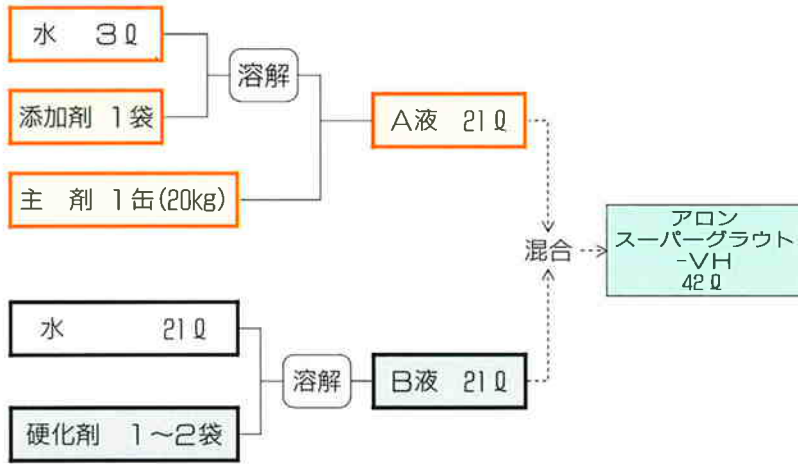 水 3ℓ
添加剤 1袋
溶解
主 剤 1缶(20kg)
A液 21ℓ
水 21ℓ
硬化剤 1～2袋
溶解
B液 21ℓ
混合
アロン
スーパーグラウト
-VH
42ℓ